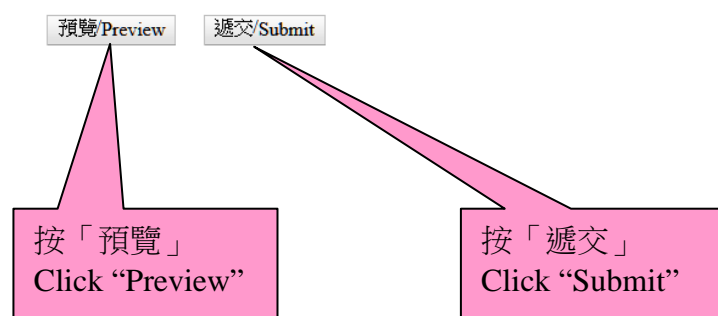 預覽/Preview
遞交/Submit
按「預覽」
Click “Preview”
按「遞交」
Click “Submit”